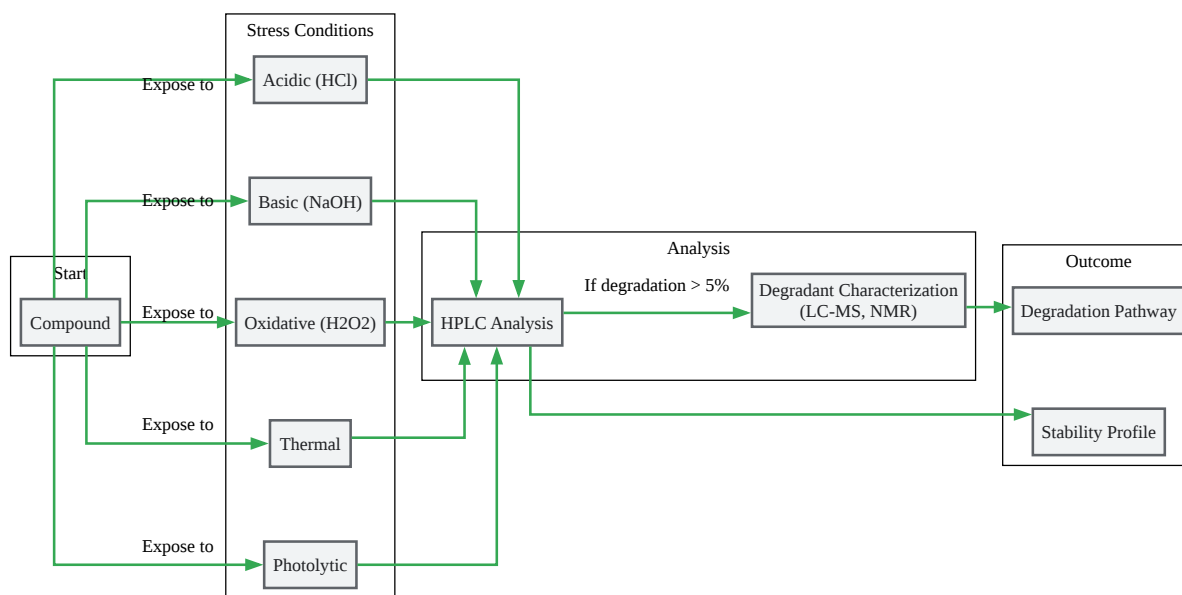 Stress Conditions
Expose to
Acidic (HCl)
Expose to
Basic (NaOH)
Start
Compound
Expose to
Oxidative (H2O2)
Expose to
Thermal
Expose to
Photolytic
Analysis
HPLC Analysis
If degradation > 5%
Degradant Characterization
(LC-MS, NMR)
Outcome
Degradation Pathway
Stability Profile